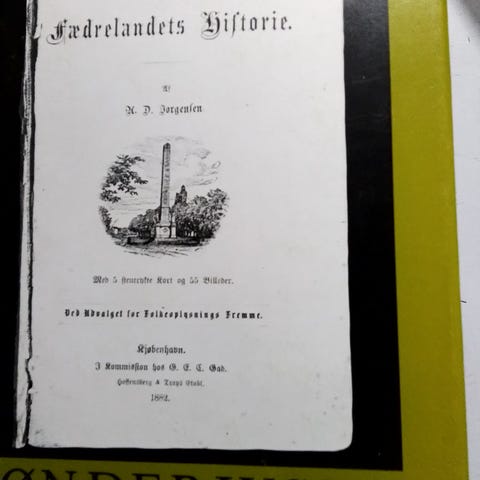 Fædrelandets Historie.
Af
A. D. Jørgensen
Med 5 stentrykte Kort og 55 Billeder.
Ved Udvalget for Folkeoplysnings Fremme.
Kjøbenhavn.
I Kommission hos G. E. C. Gad.
Hoffensberg & Traps Etabl.
1882.